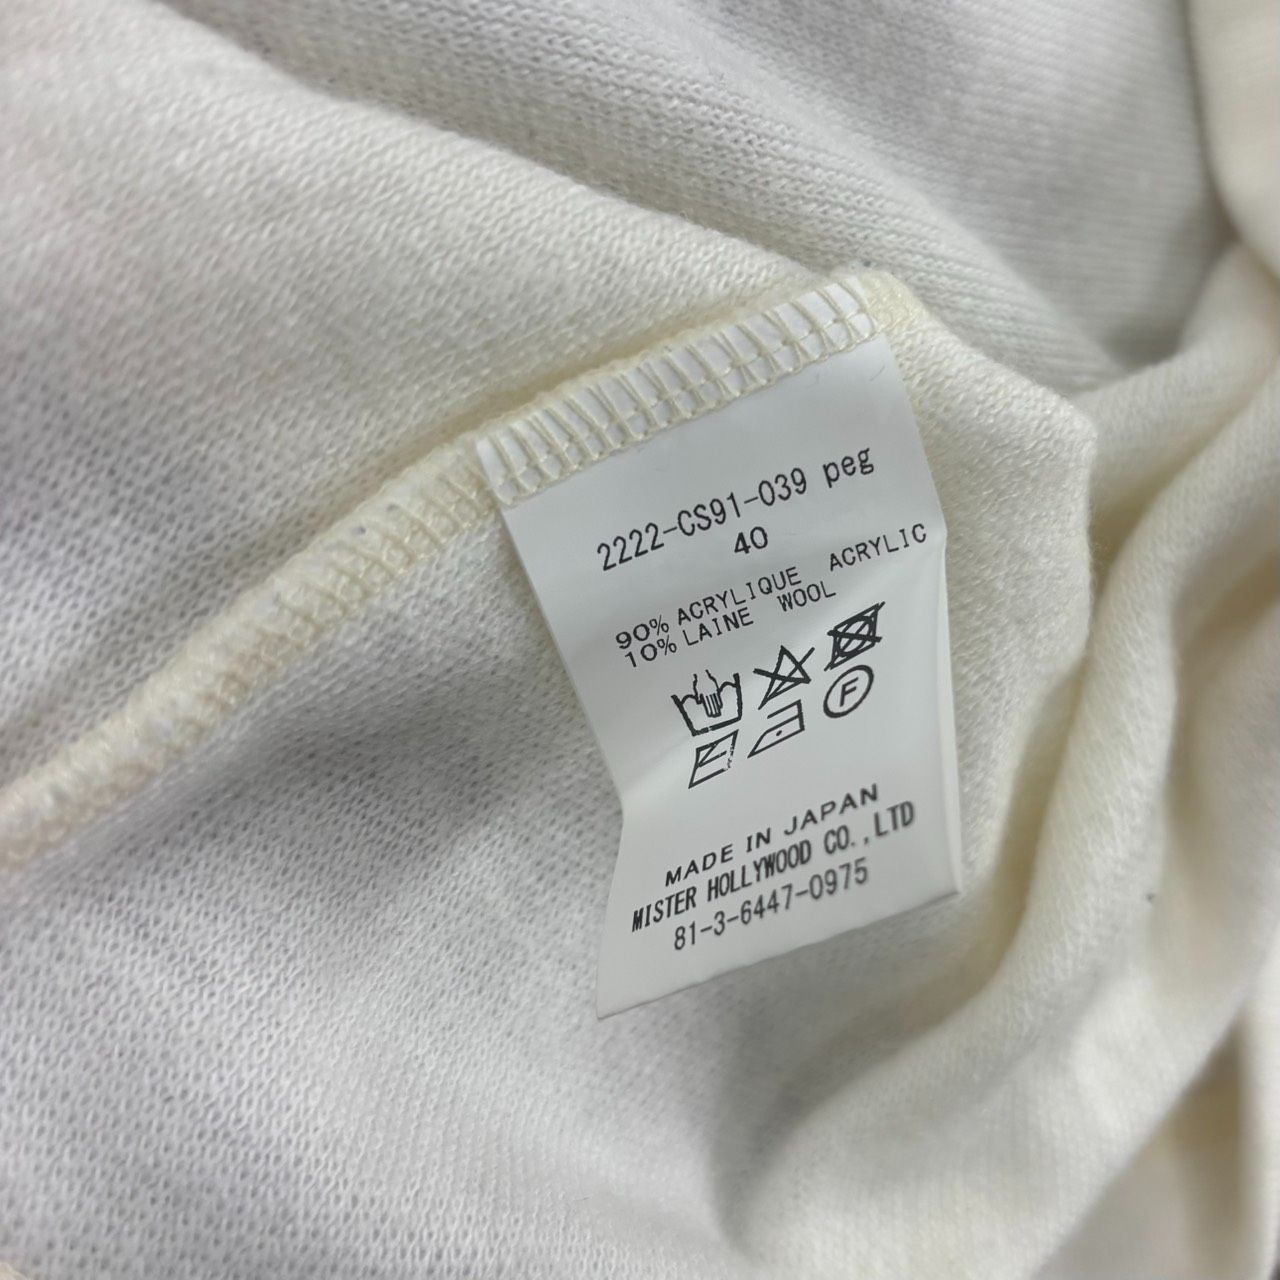 2222-CS91-039 peg
40
90% ACRYLIQUE ACRYLIC
10% LAINE WOOL
F
MADE IN JAPAN
MISTER HOLLYWOOD CO.,LTD
81-3-6447-0975